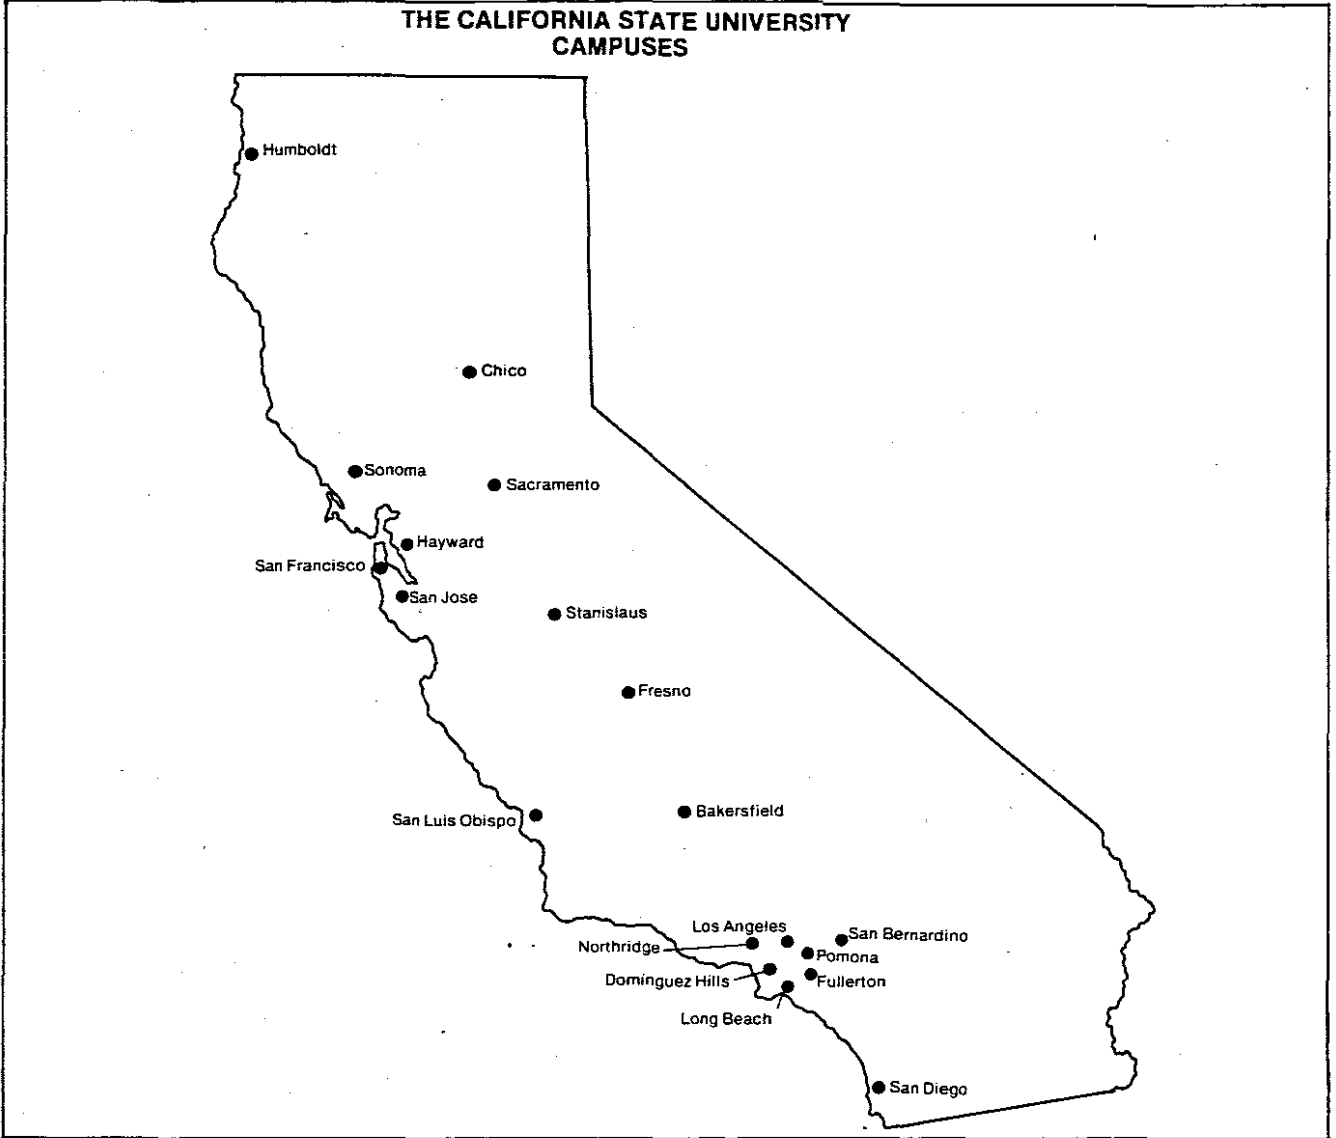 THE CALIFORNIA STATE UNIVERSITY
CAMPUSES
Humboldt
Chico
Sonoma
Sacramento
Hayward
San Francisco
San Jose
Stanislaus
Fresno
San Luis Obispo
Bakersfield
Los Angeles
San Bernardino
Northridge
Pomona
Dominguez Hills
Fullerton
Long Beach
San Diego